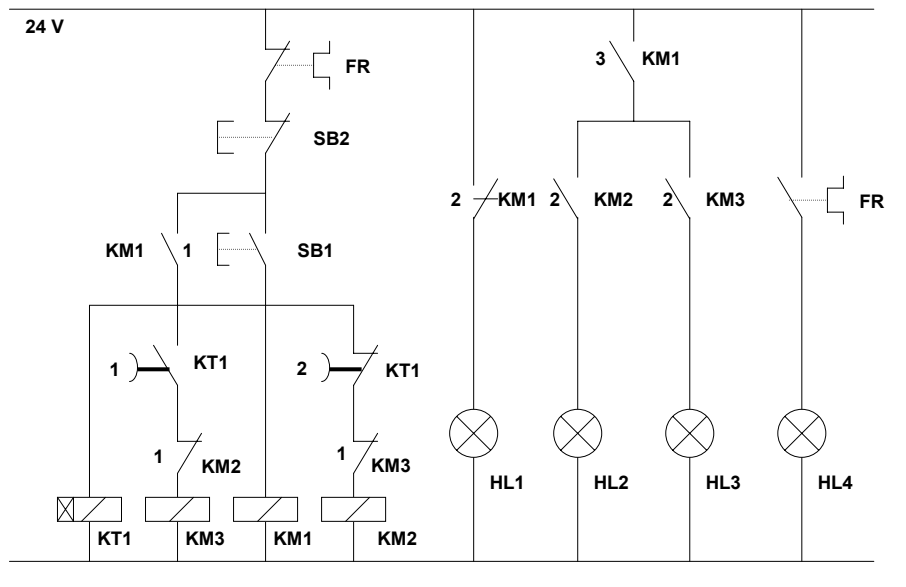 24 V
3 KM1
FR
SB2
2 KM1 2 KM2 2 KM3 FR
KM1 1 SB1
1 KT1 2 KT1
1 KM2 1 KM3
HL1 HL2 HL3 HL4
KT1 KM3 KM1 KM2